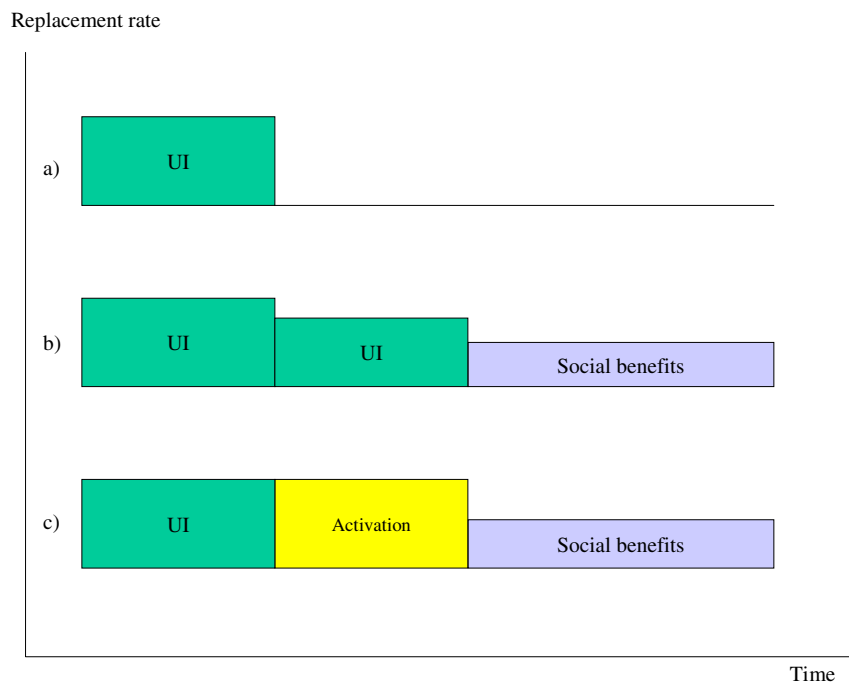 Replacement rate
a)
UI
b)
UI
UI
Social benefits
c)
UI
Activation
Social benefits
Time